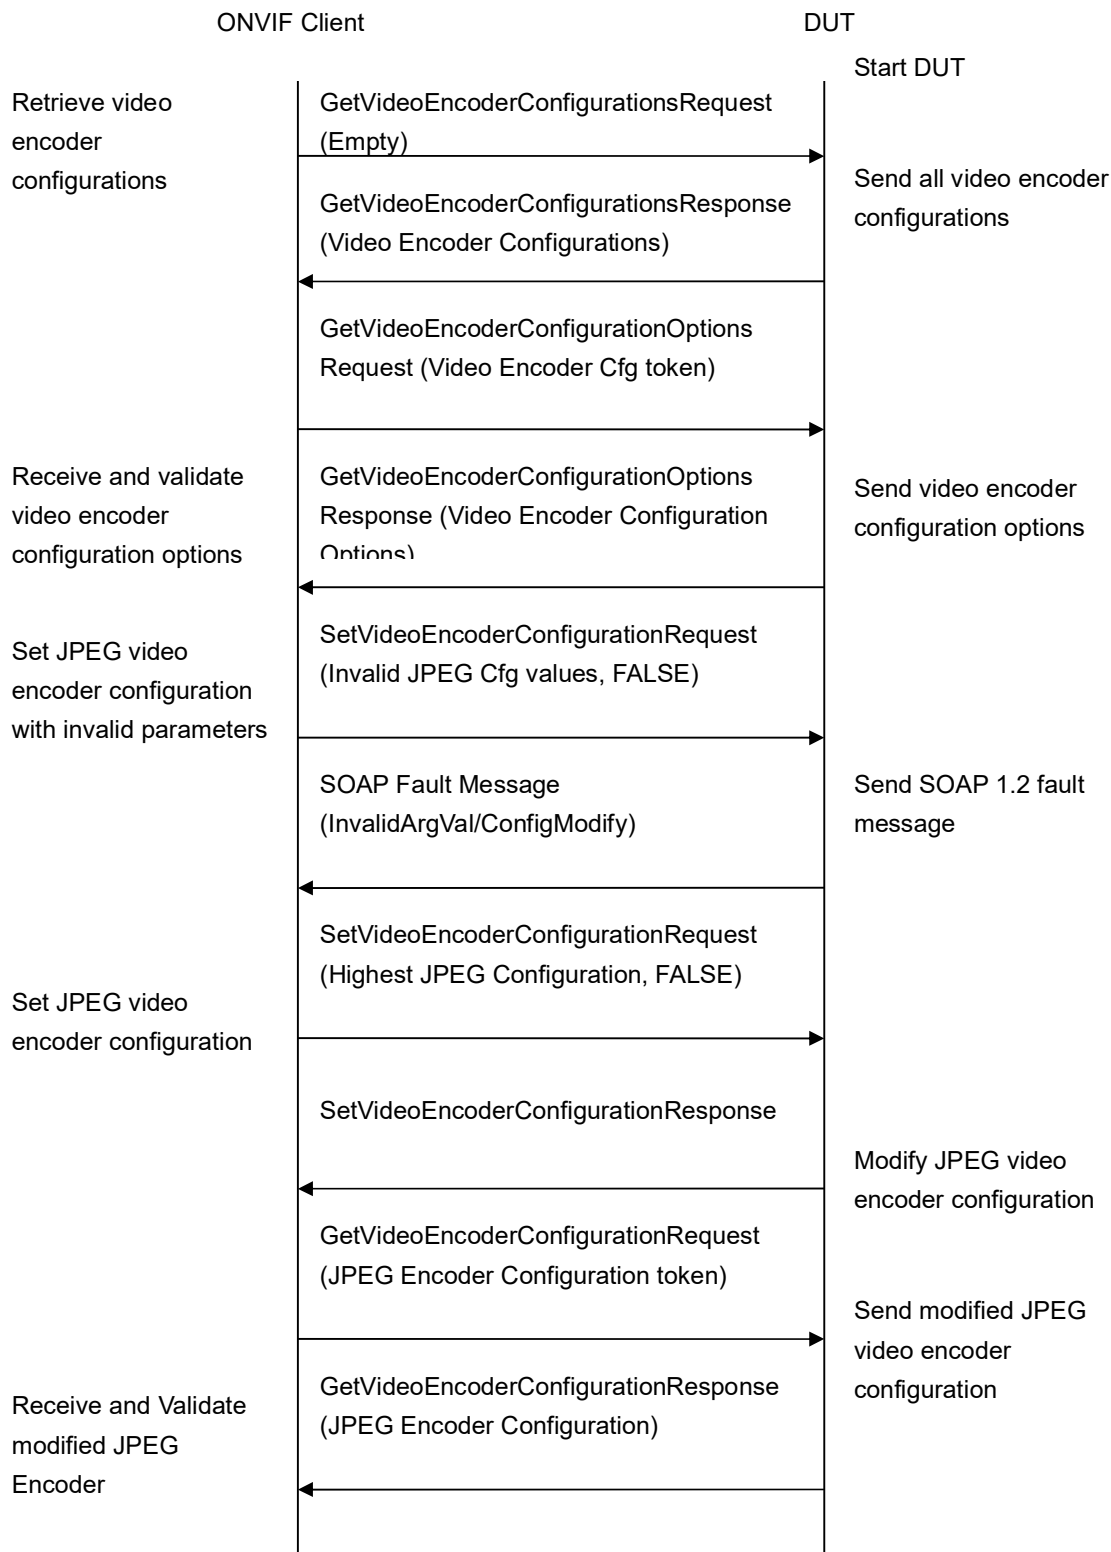 ONVIF Client
DUT
Start DUT
Retrieve video
encoder
configurations
GetVideoEncoderConfigurationsRequest
(Empty)
Send all video encoder
configurations
GetVideoEncoderConfigurationsResponse
(Video Encoder Configurations)
GetVideoEncoderConfigurationOptions
Request (Video Encoder Cfg token)
Receive and validate
video encoder
configuration options
GetVideoEncoderConfigurationOptions
Response (Video Encoder Configuration
Options)
Send video encoder
configuration options
Set JPEG video
encoder configuration
with invalid parameters
SetVideoEncoderConfigurationRequest
(Invalid JPEG Cfg values, FALSE)
SOAP Fault Message
(InvalidArgVal/ConfigModify)
Send SOAP 1.2 fault
message
SetVideoEncoderConfigurationRequest
(Highest JPEG Configuration, FALSE)
Set JPEG video
encoder configuration
SetVideoEncoderConfigurationResponse
Modify JPEG video
encoder configuration
GetVideoEncoderConfigurationRequest
(JPEG Encoder Configuration token)
Send modified JPEG
video encoder
configuration
GetVideoEncoderConfigurationResponse
(JPEG Encoder Configuration)
Receive and Validate
modified JPEG
Encoder